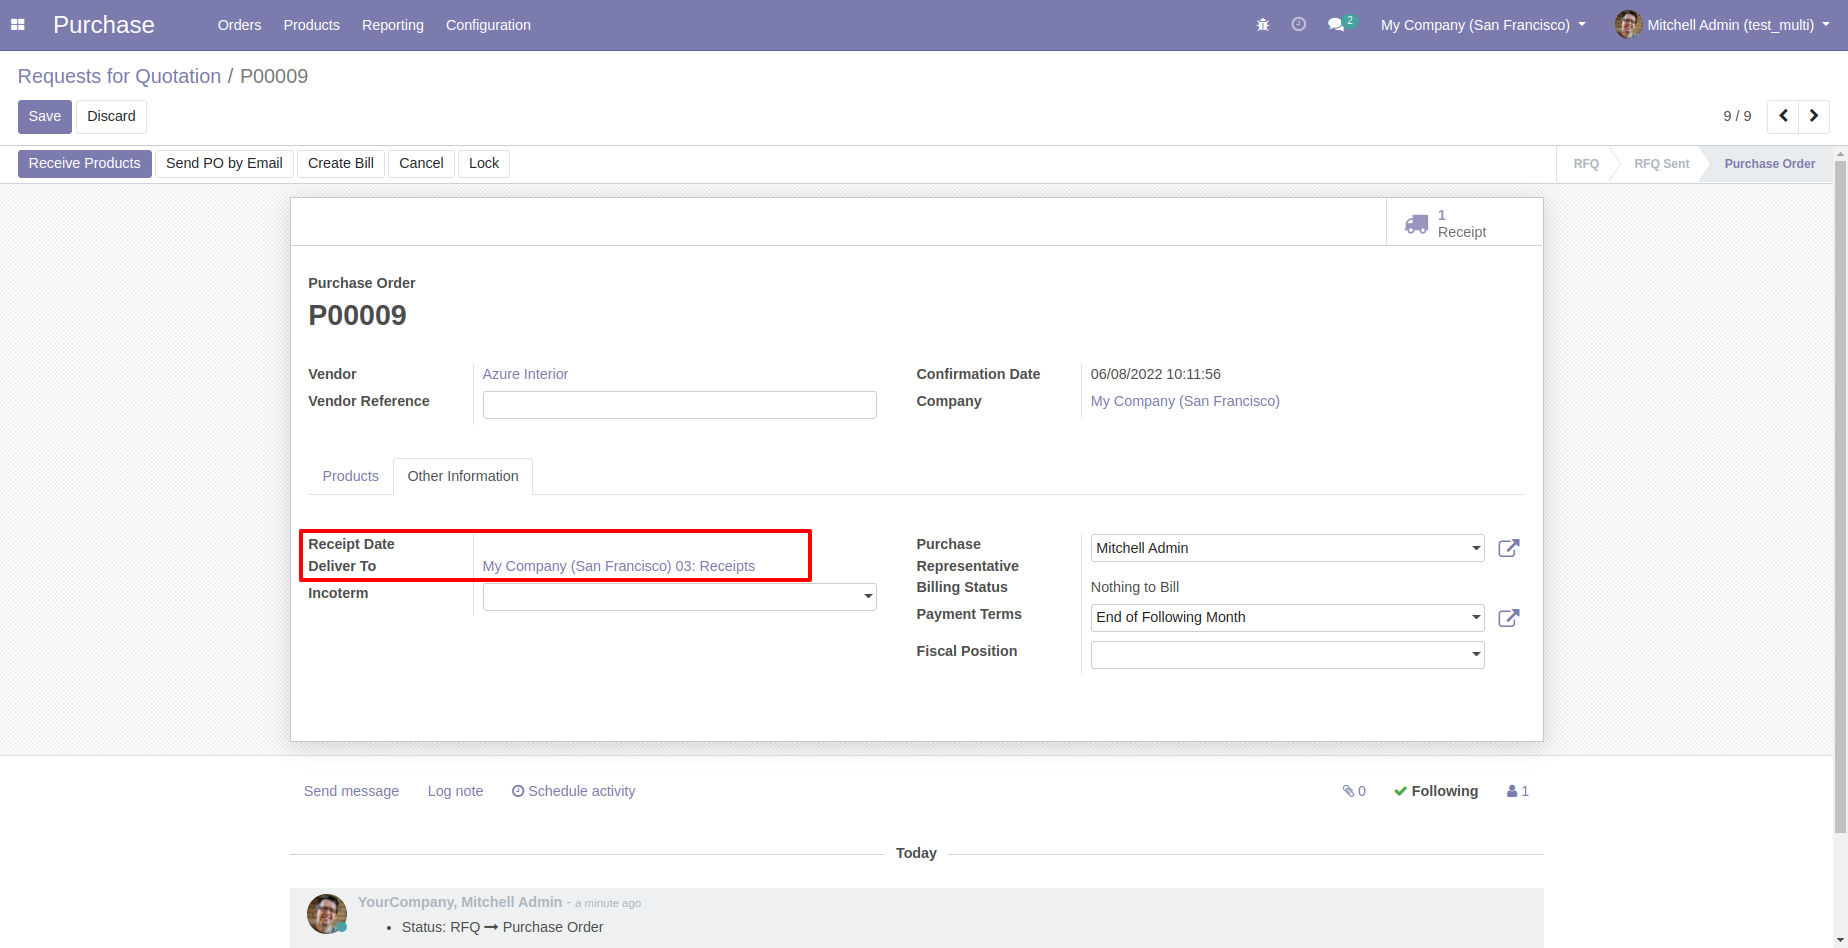 Purchase Orders Products Reporting Configuration 2 My Company (San Francisco) Mitchell Admin (test_multi)
Requests for Quotation / P00009
Save Discard 9 / 9
Receive Products Send PO by Email Create Bill Cancel Lock RFQ RFQ Sent Purchase Order
1
Receipt
Purchase Order
P00009
Vendor Azure Interior Confirmation Date 06/08/2022 10:11:56
Vendor Reference Company My Company (San Francisco)
Products Other Information
Receipt Date Purchase Mitchell Admin
Deliver To My Company (San Francisco) 03: Receipts Representative
Incoterm Billing Status Nothing to Bill
Payment Terms End of Following Month
Fiscal Position
Send message Log note Schedule activity 0 Following 1
Today
YourCompany, Mitchell Admin - a minute ago
• Status: RFQ ➞ Purchase Order